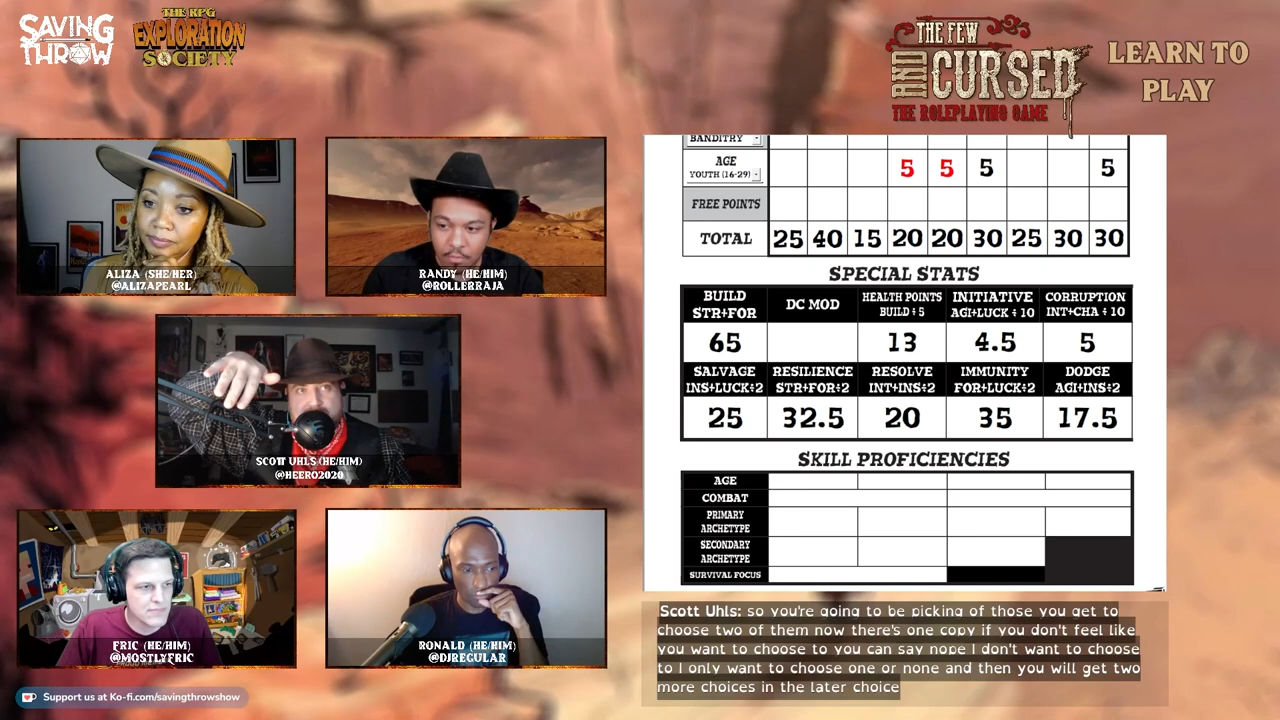 SAVING
THROW
THE RPG
EXPLORATION
SOCIETY
THE FEW
AND
CURSED
THE ROLEPLAYING GAME
LEARN TO
PLAY
ALIZA (SHE/HER)
@ALIZAPEARL
RANDY (HE/HIM)
@ROLLERRAJA
SCOTT UHLS (HE/HIM)
@HEERO2020
ERIC (HE/HIM)
@MOSTLYERIC
RONALD (HE/HIM)
@DJREGULAR
Support us at Ko-fi.com/savingthrowshow
BANDITRY
AGE
YOUTH (16-29)
5 5 5 5
FREE POINTS
TOTAL 25 40 15 20 20 30 25 30 30
SPECIAL STATS
BUILD
STR+FOR
DC MOD
HEALTH POINTS
BUILD÷5
INITIATIVE
AGI+LUCK÷10
CORRUPTION
INT+CHA÷10
65 13 4.5 5
SALVAGE
INS+LUCK÷2
RESILIENCE
STR+FOR÷2
RESOLVE
INT+INS÷2
IMMUNITY
FOR+LUCK÷2
DODGE
AGI+INS÷2
25 32.5 20 35 17.5
SKILL PROFICIENCIES
AGE
COMBAT
PRIMARY
ARCHETYPE
SECONDARY
ARCHETYPE
SURVIVAL FOCUS
Scott Uhls: so you're going to be picking of those you get to
choose two of them now there's one copy if you don't feel like
you want to choose to you can say nope I don't want to choose
to I only want to choose one or none and then you will get two
more choices in the later choice